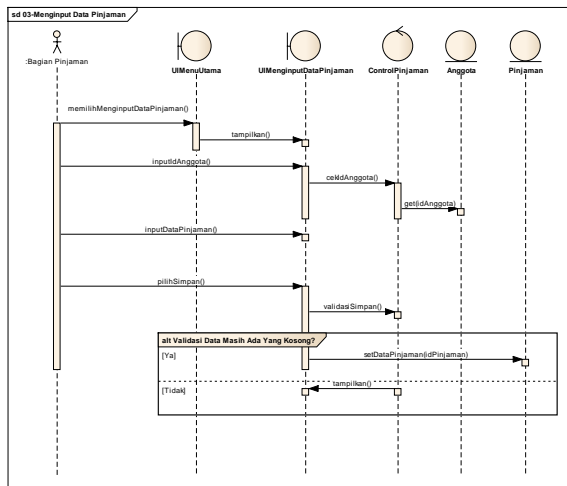 sd 03-Menginput Data Pinjaman
:Bagian Pinjaman
UIMenuUtama
UIMenginputDataPinjaman
ControlPinjaman
Anggota
Pinjaman
memilihMenginputDataPinjaman()
tampilkan()
inputIdAnggota()
cekIdAnggota()
get(idAnggota)
inputDataPinjaman()
pilihSimpan()
validasiSimpan()
alt Validasi Data Masih Ada Yang Kosong?
[Ya]
setDataPinjaman(idPinjaman)
[Tidak]
tampilkan()